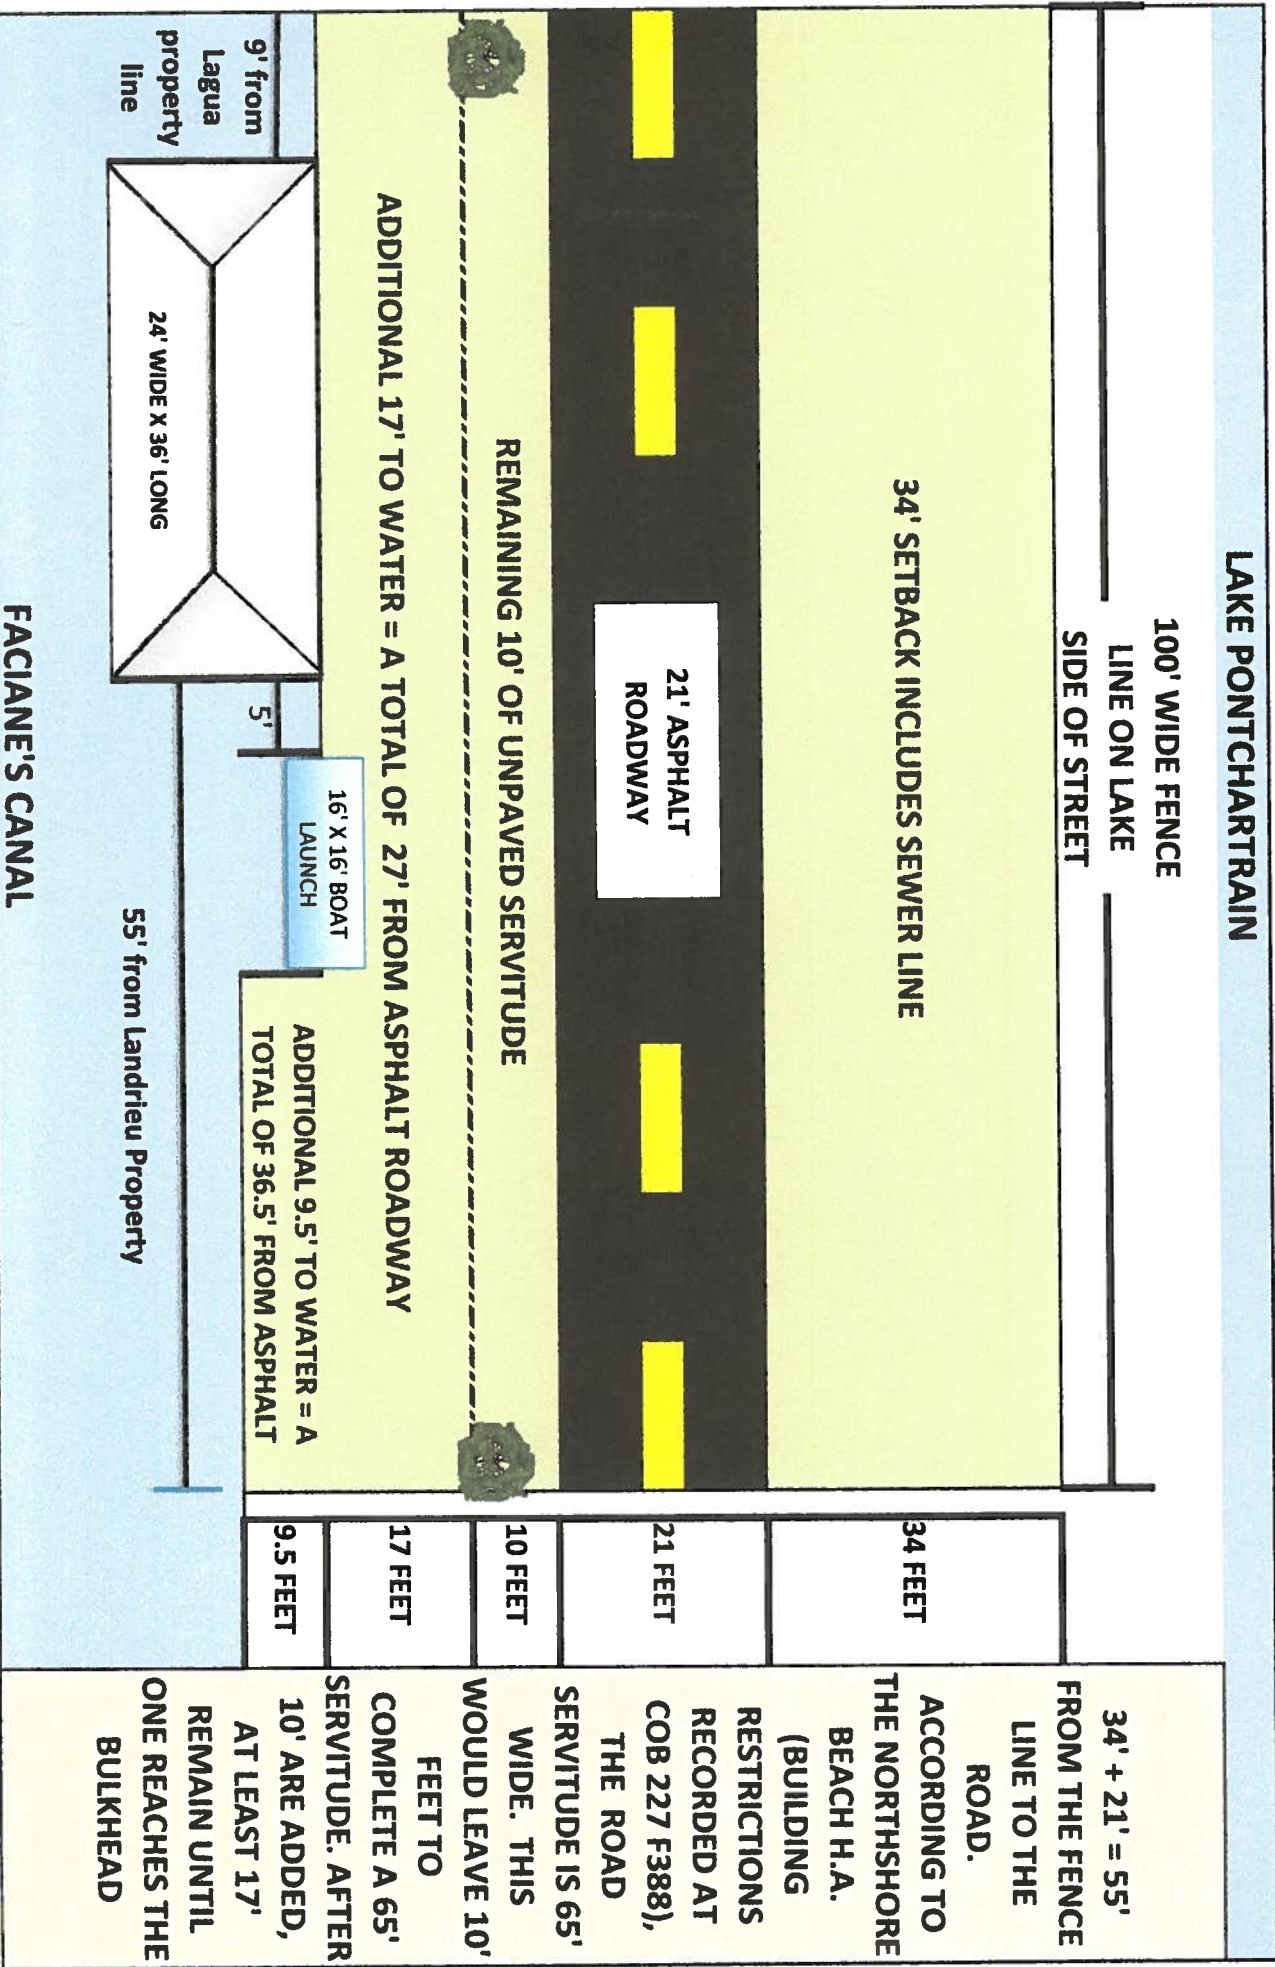 LAKE PONTCHARTRAIN
100' WIDE FENCE
LINE ON LAKE
SIDE OF STREET
34' SETBACK INCLUDES SEWER LINE
21' ASPHALT
ROADWAY
REMAINING 10' OF UNPAVED SERVITUDE
ADDITIONAL 17' TO WATER = A TOTAL OF 27' FROM ASPHALT ROADWAY
16' X 16' BOAT
LAUNCH
9' from
Lagua
property
line
24' WIDE X 36' LONG
5'
ADDITIONAL 9.5' TO WATER = A
TOTAL OF 36.5' FROM ASPHALT
55' from Landrieu Property
FACIANE'S CANAL
34 FEET
21 FEET
10 FEET
17 FEET
9.5 FEET
34' + 21' = 55'
FROM THE FENCE
LINE TO THE
ROAD.
ACCORDING TO
THE NORTHSHORE
BEACH H.A.
(BUILDING
RESTRICTIONS
RECORDED AT
COB 227 F388),
THE ROAD
SERVITUDE IS 65'
WIDE. THIS
WOULD LEAVE 10'
FEET TO
COMPLETE A 65'
SERVITUDE. AFTER
10' ARE ADDED,
AT LEAST 17'
REMAIN UNTIL
ONE REACHES THE
BULKHEAD